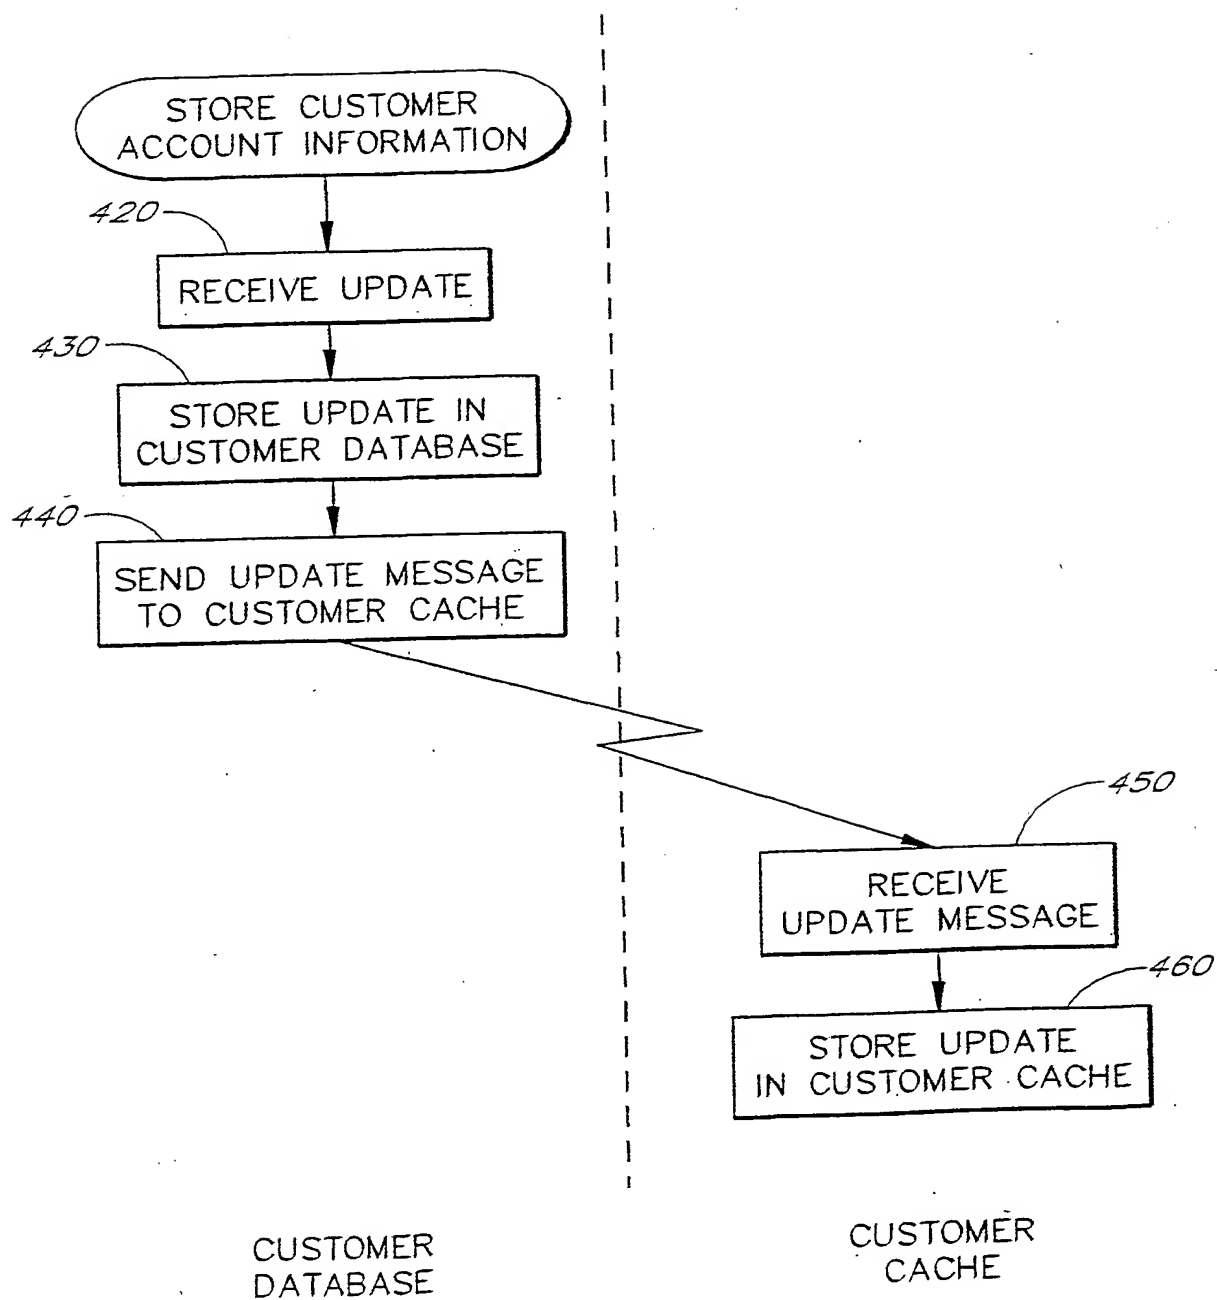 STORE CUSTOMER
ACCOUNT INFORMATION
420
RECEIVE UPDATE
430
STORE UPDATE IN
CUSTOMER DATABASE
440
SEND UPDATE MESSAGE
TO CUSTOMER CACHE
450
RECEIVE
UPDATE MESSAGE
460
STORE UPDATE
IN CUSTOMER CACHE
CUSTOMER
DATABASE
CUSTOMER
CACHE